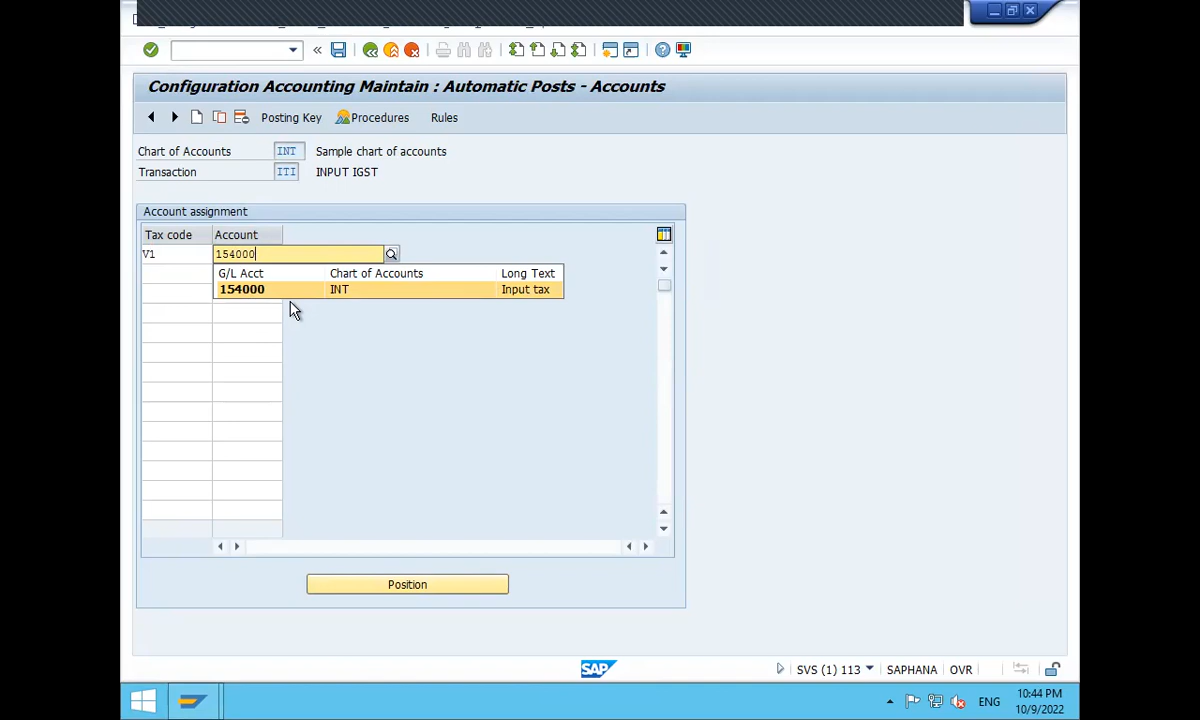 Configuration Accounting Maintain : Automatic Posts - Accounts
Posting Key Procedures Rules
Chart of Accounts INT Sample chart of accounts
Transaction ITI INPUT IGST
Account assignment
Tax code Account
V1 154000
G/L Acct Chart of Accounts Long Text
154000 INT Input tax
Position
SAP SVS (1) 113 SAPHANA OVR
ENG 10:44 PM
10/9/2022